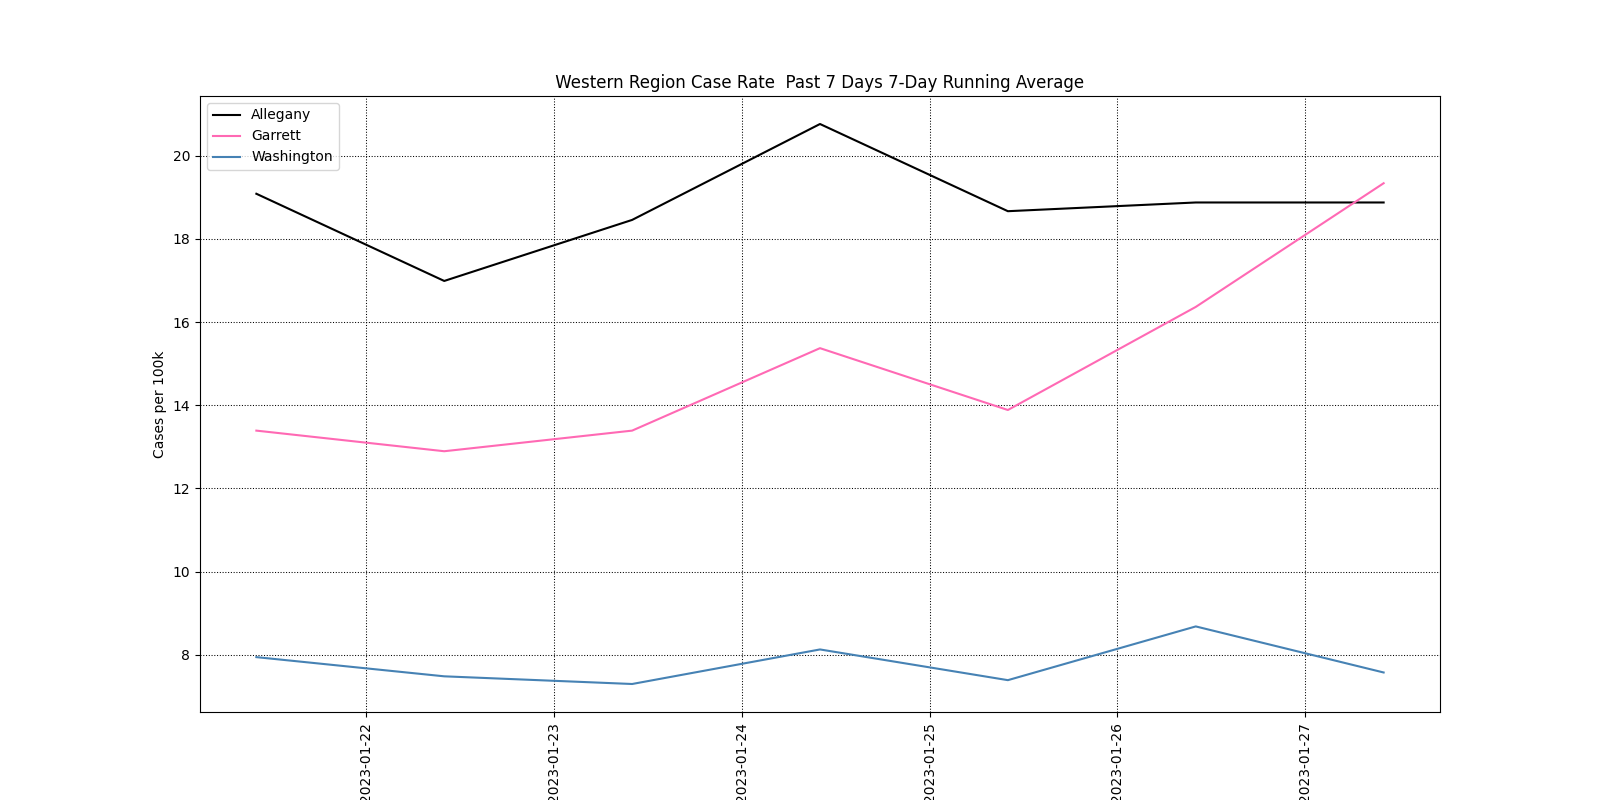 Western Region Case Rate  Past 7 Days 7-Day Running Average
Allegany
Garrett
Washington
Cases per 100k
20
18
16
14
12
10
8
2023-01-22
2023-01-23
2023-01-24
2023-01-25
2023-01-26
2023-01-27